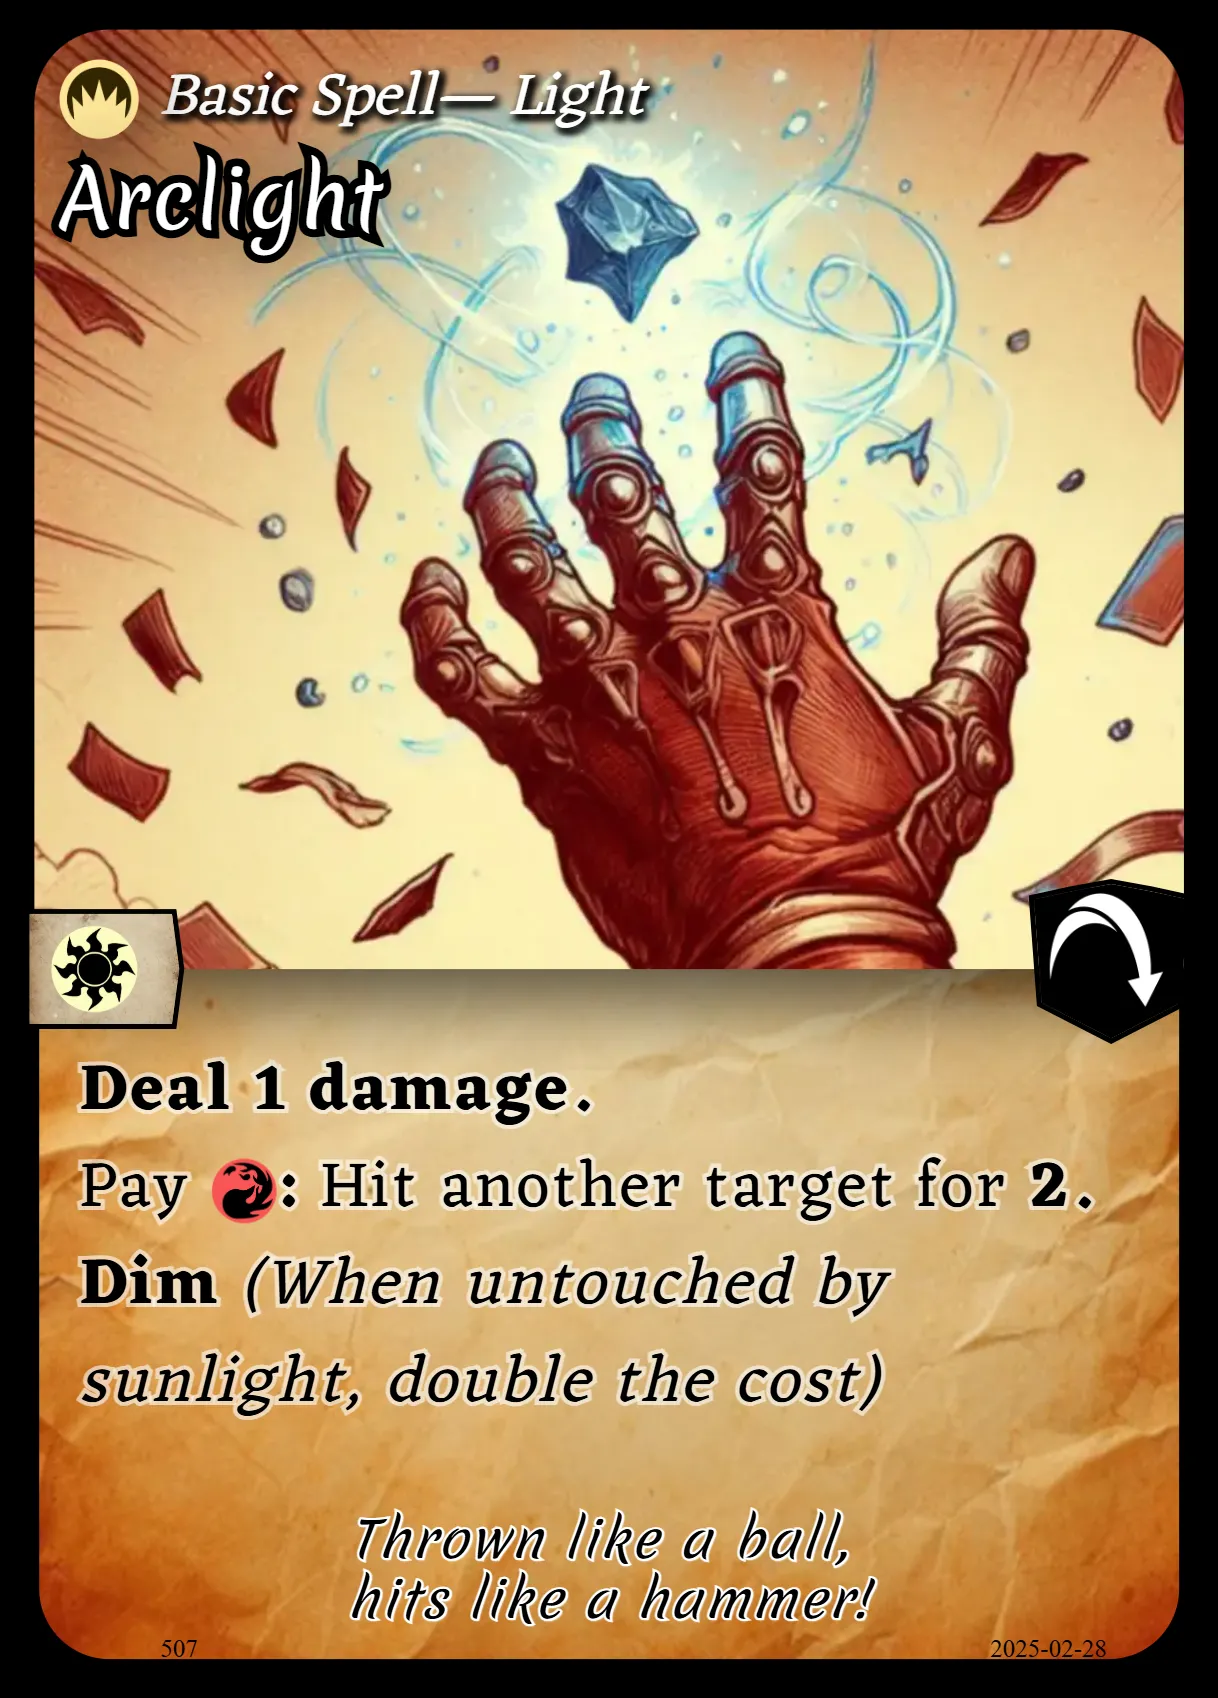 Basic Spell— Light
Arclight
Deal 1 damage.
Pay : Hit another target for 2.
Dim (When untouched by
sunlight, double the cost)
Thrown like a ball,
hits like a hammer!
507
2025-02-28